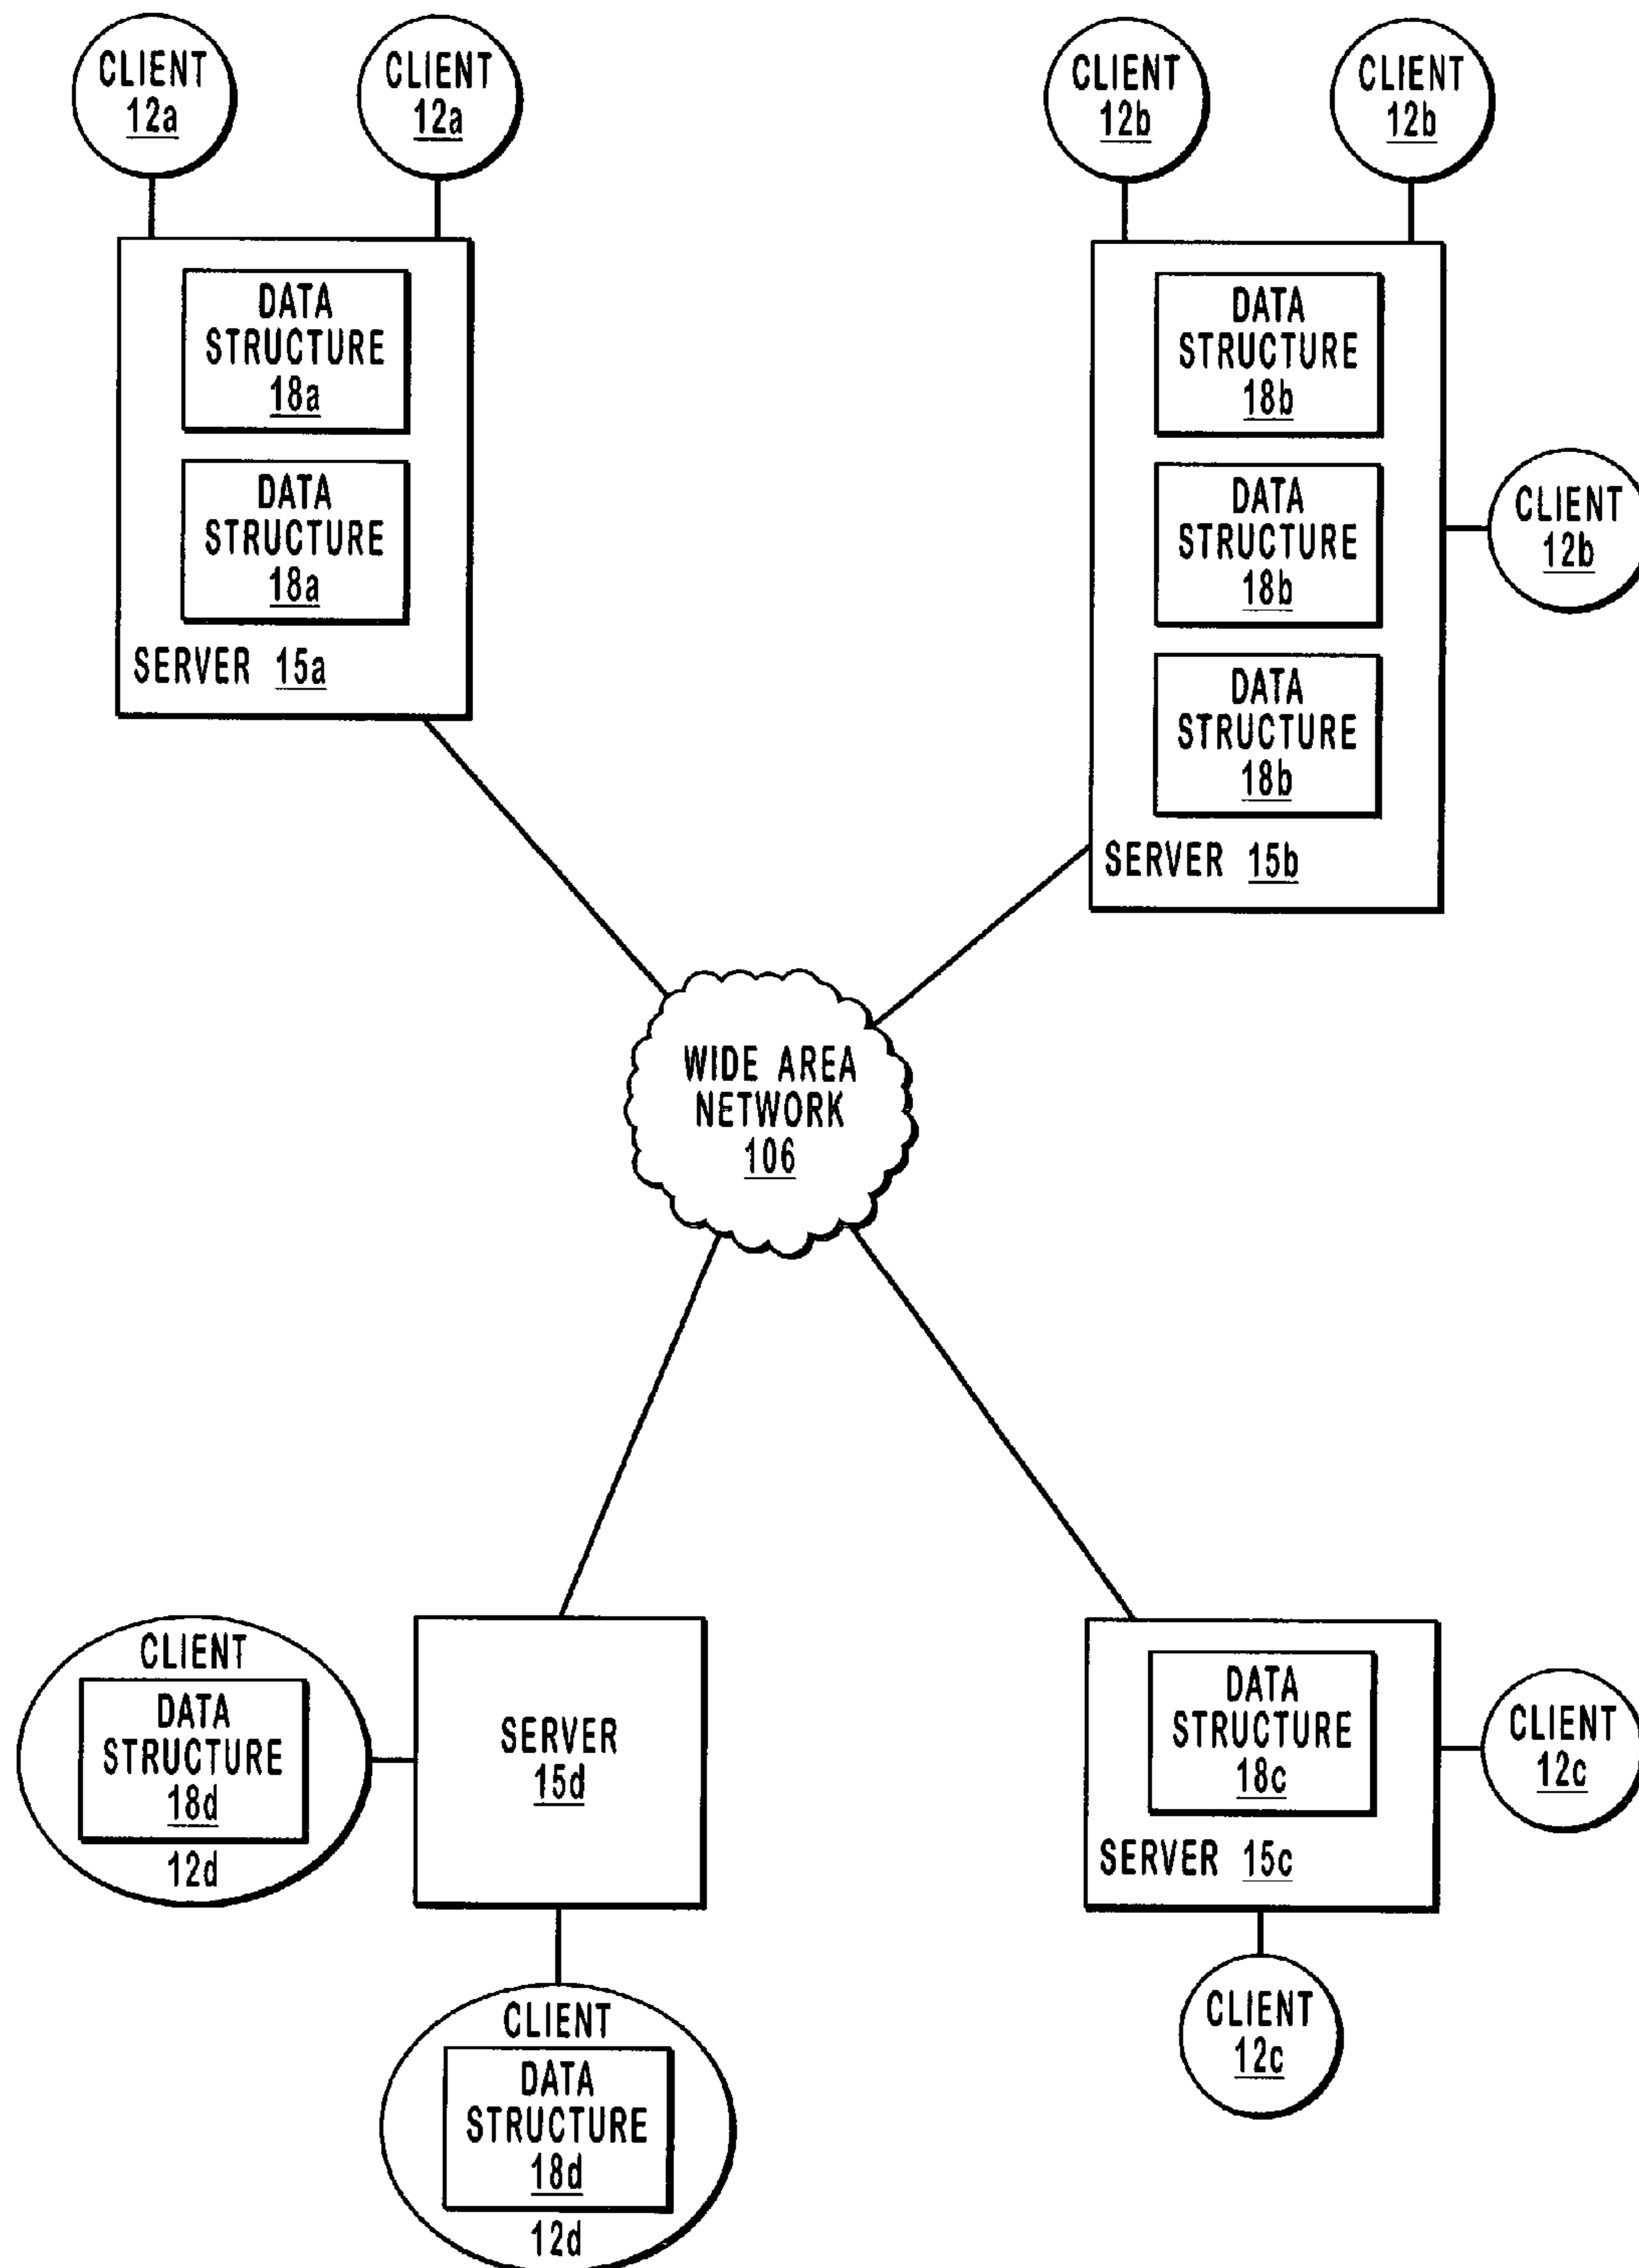 CLIENT
12a
CLIENT
12a
DATA
STRUCTURE
18a
DATA
STRUCTURE
18a
SERVER 15a
CLIENT
12b
CLIENT
12b
DATA
STRUCTURE
18b
DATA
STRUCTURE
18b
DATA
STRUCTURE
18b
SERVER 15b
CLIENT
12b
WIDE AREA
NETWORK
106
CLIENT
DATA
STRUCTURE
18d
12d
SERVER
15d
CLIENT
DATA
STRUCTURE
18d
12d
DATA
STRUCTURE
18c
SERVER 15c
CLIENT
12c
CLIENT
12c